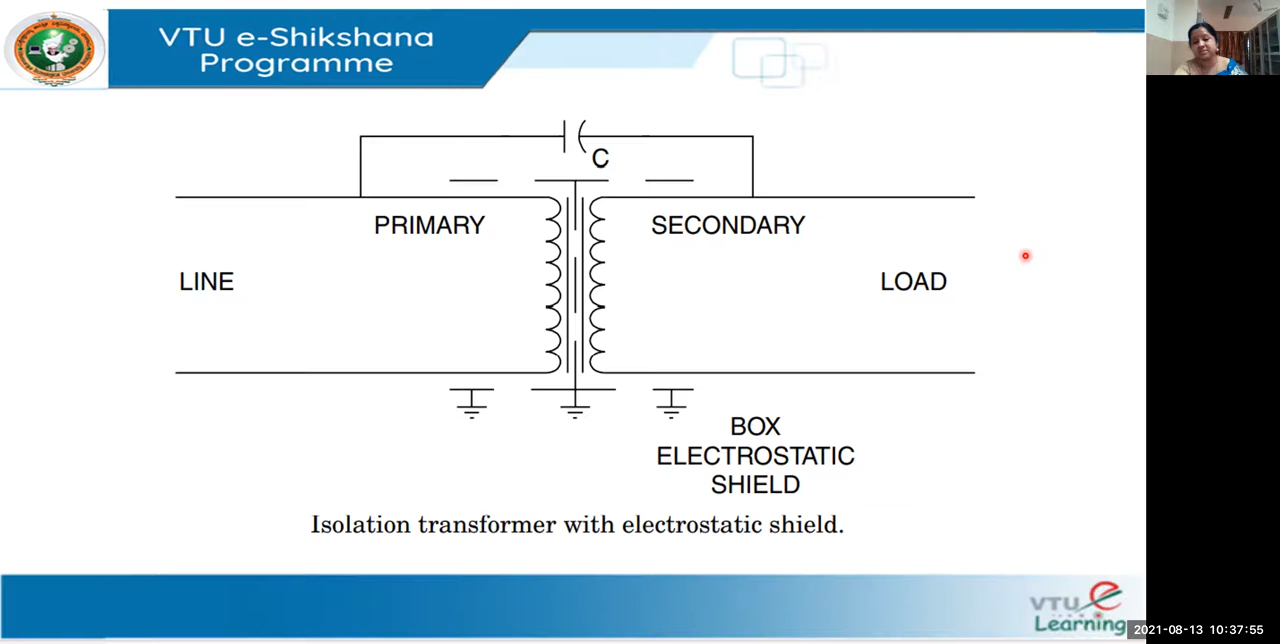 VTU e-Shikshana
Programme
C
PRIMARY
SECONDARY
LINE
LOAD
BOX
ELECTROSTATIC
SHIELD
Isolation transformer with electrostatic shield.
VTU e
Learning
2021-08-13 10:37:55